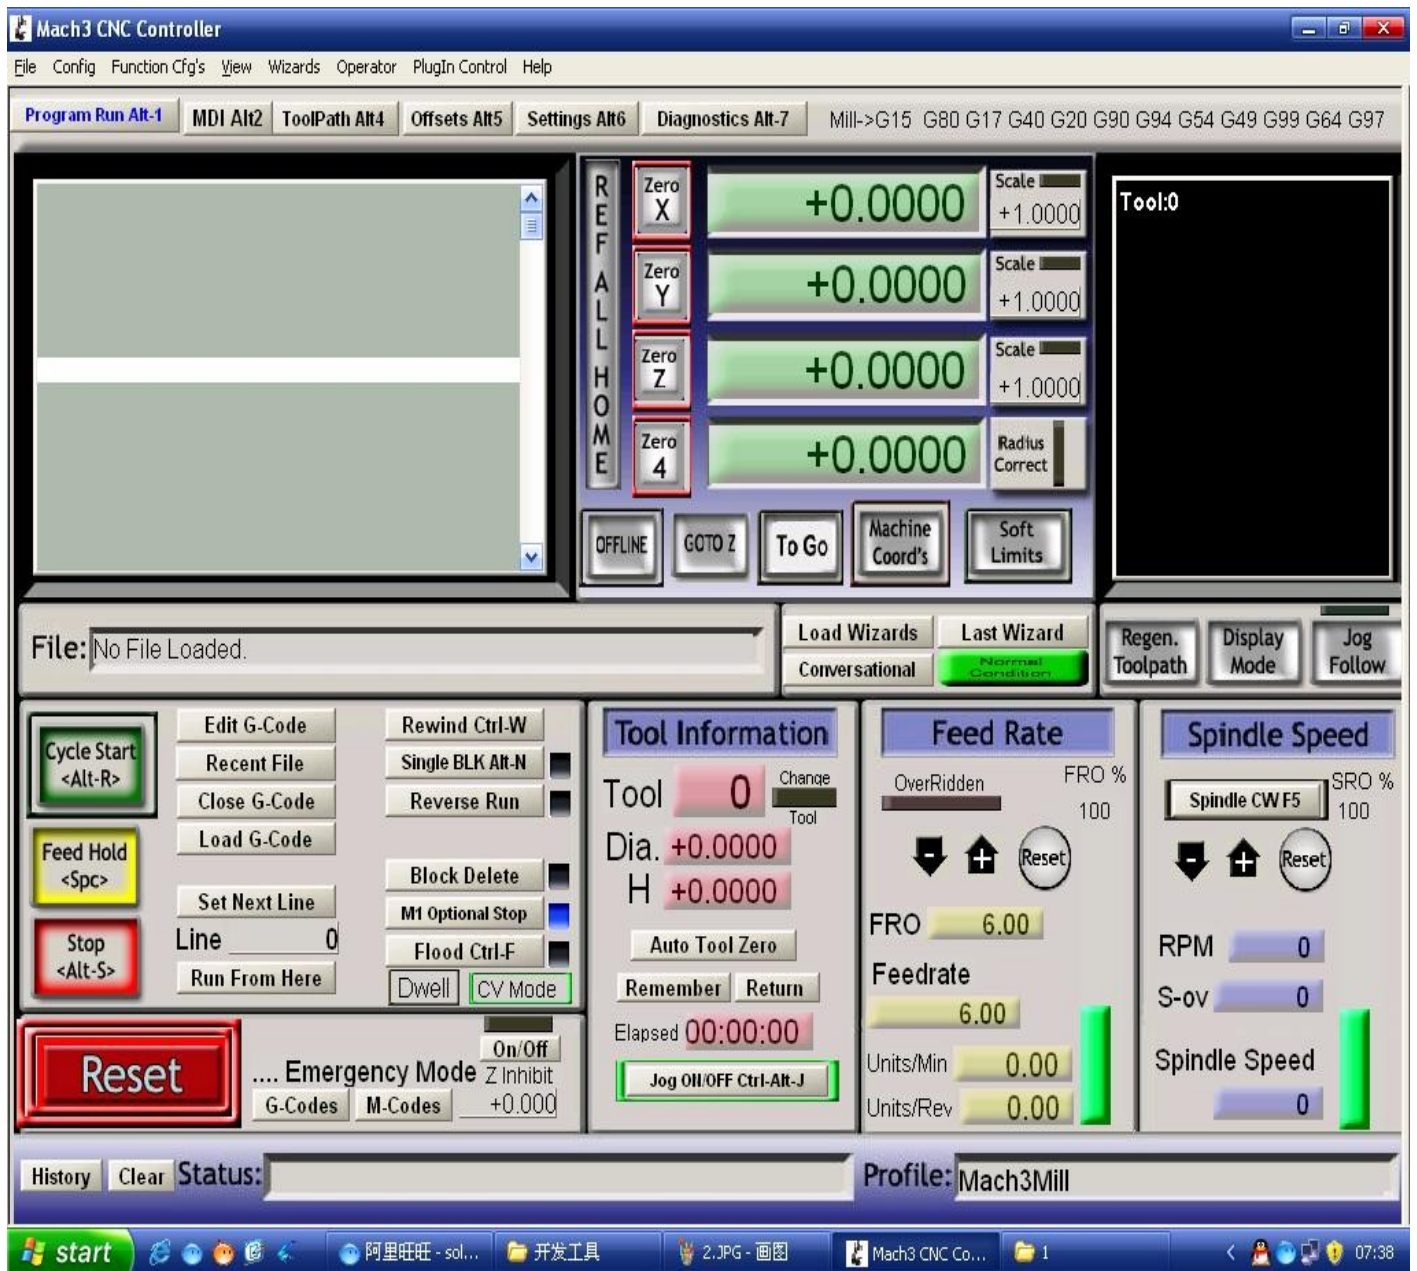 Mach3 CNC Controller
File Config Function Cfg's View Wizards Operator PlugIn Control Help
Program Run Alt-1 MDI Alt2 ToolPath Alt4 Offsets Alt5 Settings Alt6 Diagnostics Alt-7 Mill->G15 G80 G17 G40 G20 G90 G94 G54 G49 G99 G64 G97
REF ALL HOME
Zero X +0.0000 Scale +1.0000
Zero Y +0.0000 Scale +1.0000
Zero Z +0.0000 Scale +1.0000
Zero 4 +0.0000 Radius Correct
OFFLINE GOTO Z To Go Machine Coord's Soft Limits
Tool:0
File: No File Loaded.
Load Wizards Last Wizard
Conversational Normal Condition
Regen. Toolpath Display Mode Jog Follow
Cycle Start <Alt-R>
Feed Hold <Spc>
Stop <Alt-S>
Edit G-Code
Recent File
Close G-Code
Load G-Code
Set Next Line
Line 0
Run From Here
Rewind Ctrl-W
Single BLK Alt-N
Reverse Run
Block Delete
M1 Optional Stop
Flood Ctrl-F
Dwell CV Mode
Reset
.... Emergency Mode
G-Codes M-Codes
On/Off
Z Inhibit
+0.000
Tool Information
Tool 0 Change Tool
Dia. +0.0000
H +0.0000
Auto Tool Zero
Remember Return
Elapsed 00:00:00
Jog ON/OFF Ctrl-Alt-J
Feed Rate
OverRidden FRO %
100
- + Reset
FRO 6.00
Feedrate
6.00
Units/Min 0.00
Units/Rev 0.00
Spindle Speed
Spindle CW F5 SRO %
100
- + Reset
RPM 0
S-ov 0
Spindle Speed
0
History Clear Status: Profile: Mach3Mill
start 阿里旺旺 - sol... 开发工具 2.JPG - 画图 Mach3 CNC Co... 1 07:38